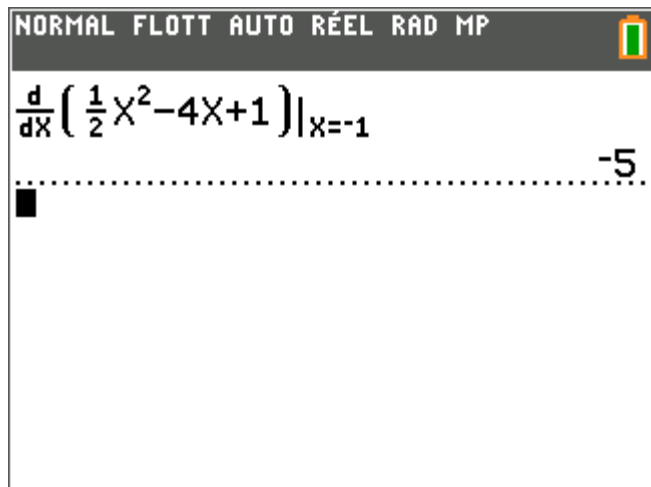 NORMAL FLOTT AUTO RÉEL RAD MP
d/dX(1/2X²-4X+1)|X=-1
-5